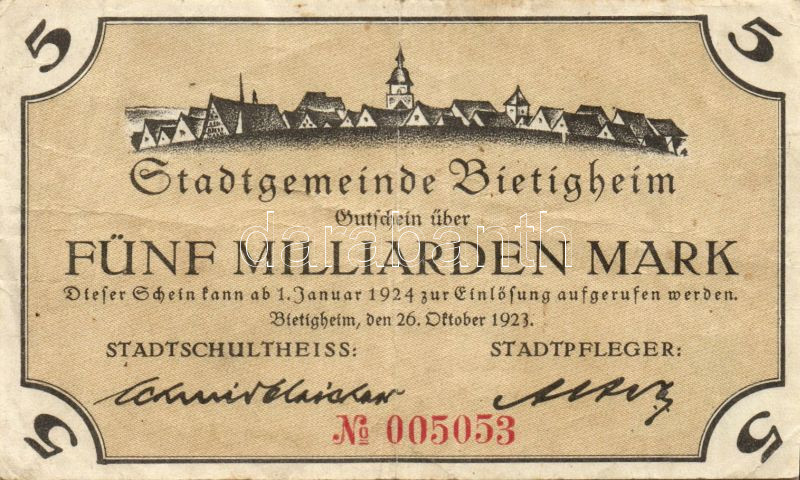 5 5
Stadtgemeinde Bietigheim
Gutschein über
FÜNF MILLIARDEN MARK
darabanth
Dieser Schein kann ab 1. Januar 1924 zur Einlösung aufgerufen werden.
Bietigheim, den 26. Oktober 1923.
STADTSCHULTHEISS: STADTPFLEGER:
№ 005053
5 5